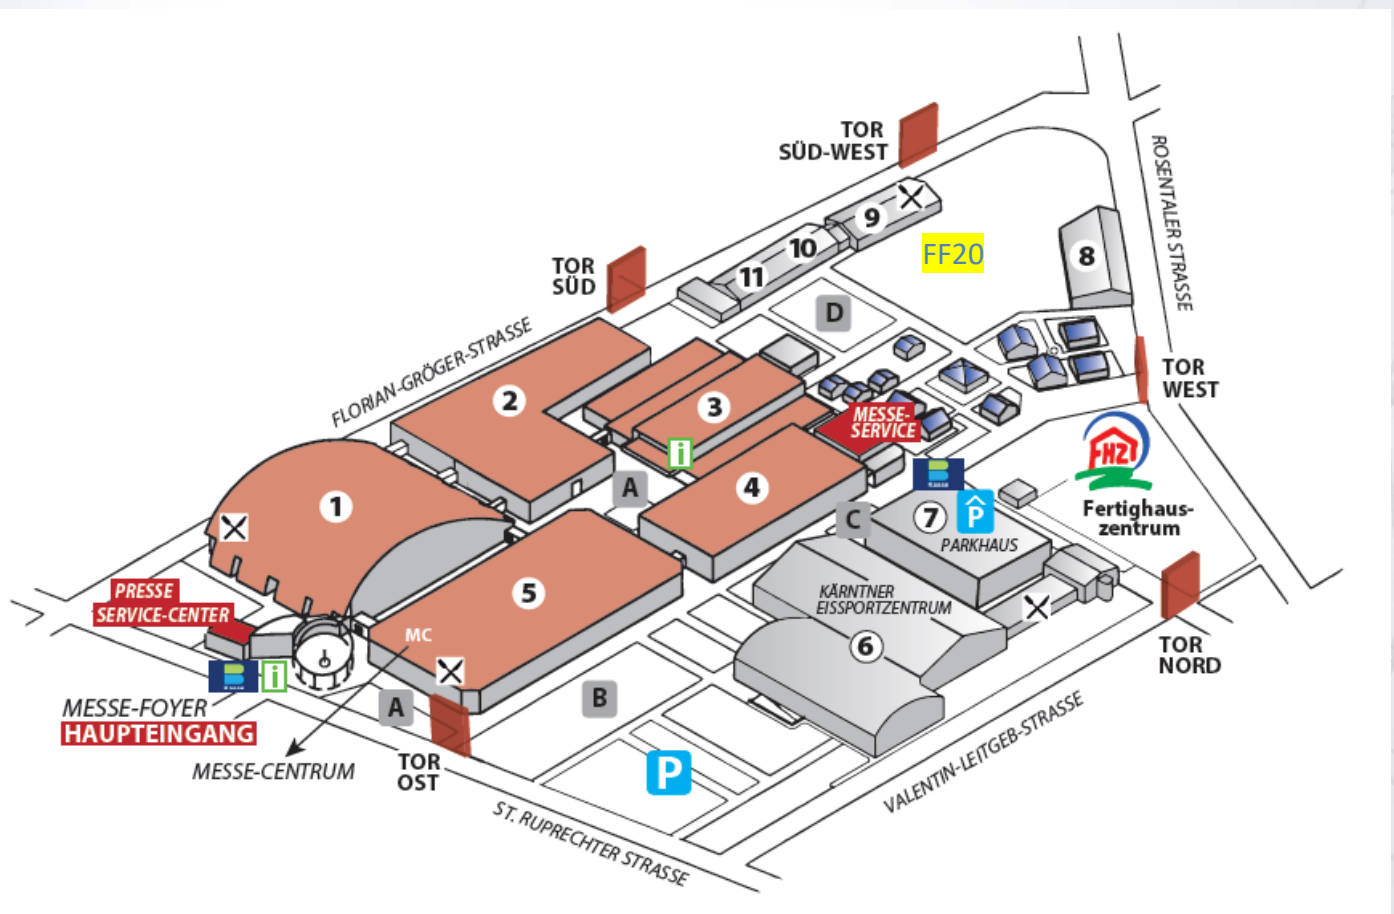 TOR
SÜD-WEST
ROSENTALER STRASSE
9
FF20
8
10
11
TOR
SÜD
D
FLORIAN-GRÖGER-STRASSE
TOR
WEST
2
3
MESSE-
SERVICE
i
FHZ
Fertighaus-
zentrum
B
Kassa
A
4
1
C
7
P
PARKHAUS
KÄRNTNER
EISSPORTZENTRUM
5
PRESSE
SERVICE-CENTER
MC
6
TOR
NORD
B
Kassa
i
MESSE-FOYER
HAUPTEINGANG
A
B
MESSE-CENTRUM
TOR
OST
P
VALENTIN-LEITGEB-STRASSE
ST. RUPRECHTER STRASSE